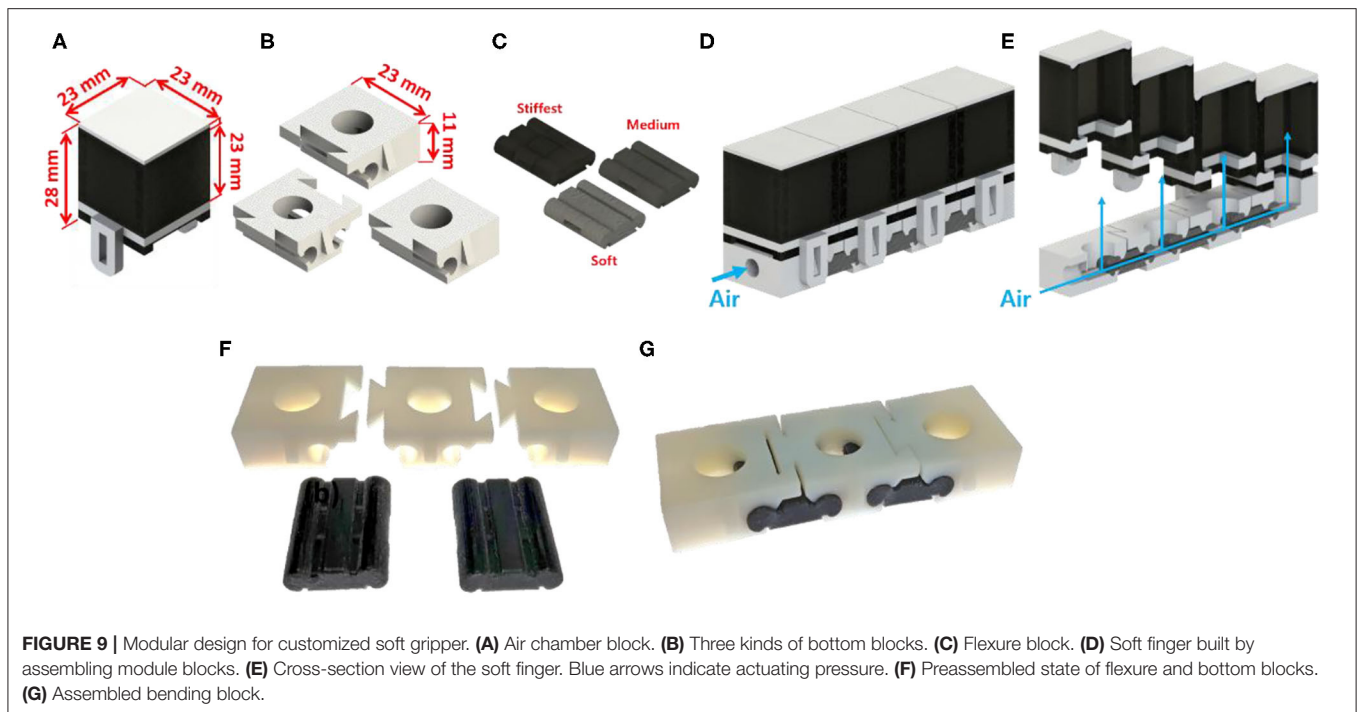 A
B
C
D
E
23 mm
23 mm
28 mm
23 mm
23 mm
11 mm
Stiffest
Medium
Soft
Air
Air
F
G
b)
FIGURE 9 | Modular design for customized soft gripper. (A) Air chamber block. (B) Three kinds of bottom blocks. (C) Flexure block. (D) Soft finger built by
assembling module blocks. (E) Cross-section view of the soft finger. Blue arrows indicate actuating pressure. (F) Preassembled state of flexure and bottom blocks.
(G) Assembled bending block.